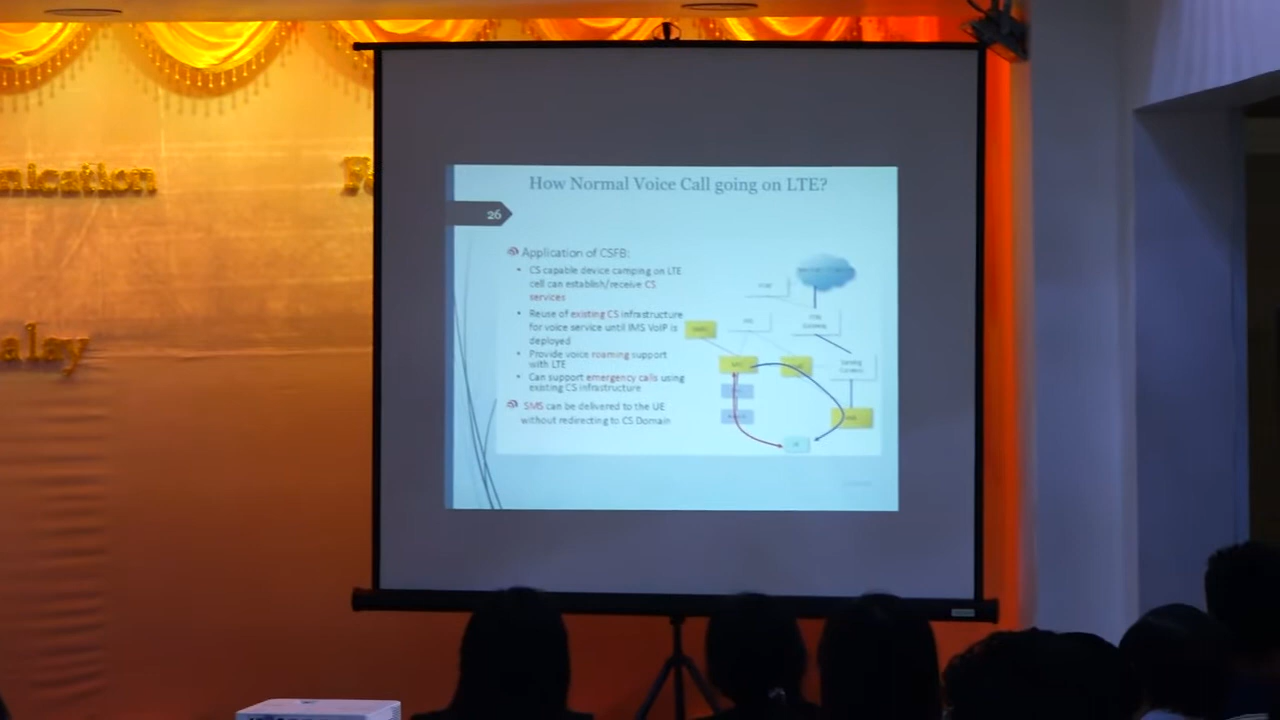 How Normal Voice Call going on LTE?
26
Application of CSFB:
• CS capable device camping on LTE
cell can establish/receive CS
services
• Reuse of existing CS infrastructure
for voice service until IMS VoIP is
deployed
• Provide voice roaming support
with LTE
• Can support emergency calls using
existing CS infrastructure
SMS can be delivered to the UE
without redirecting to CS Domain
Serving
Gateway
nication
alay